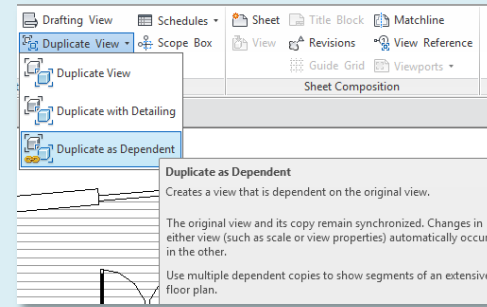 Drafting View Schedules Sheet Title Block Matchline
Duplicate View Scope Box View Revisions View Reference
Guide Grid Viewports
Duplicate View
Sheet Composition
Duplicate with Detailing
Duplicate as Dependent
Duplicate as Dependent
Creates a view that is dependent on the original view.
The original view and its copy remain synchronized. Changes in
either view (such as scale or view properties) automatically occur
in the other.
Use multiple dependent copies to show segments of an extensive
floor plan.